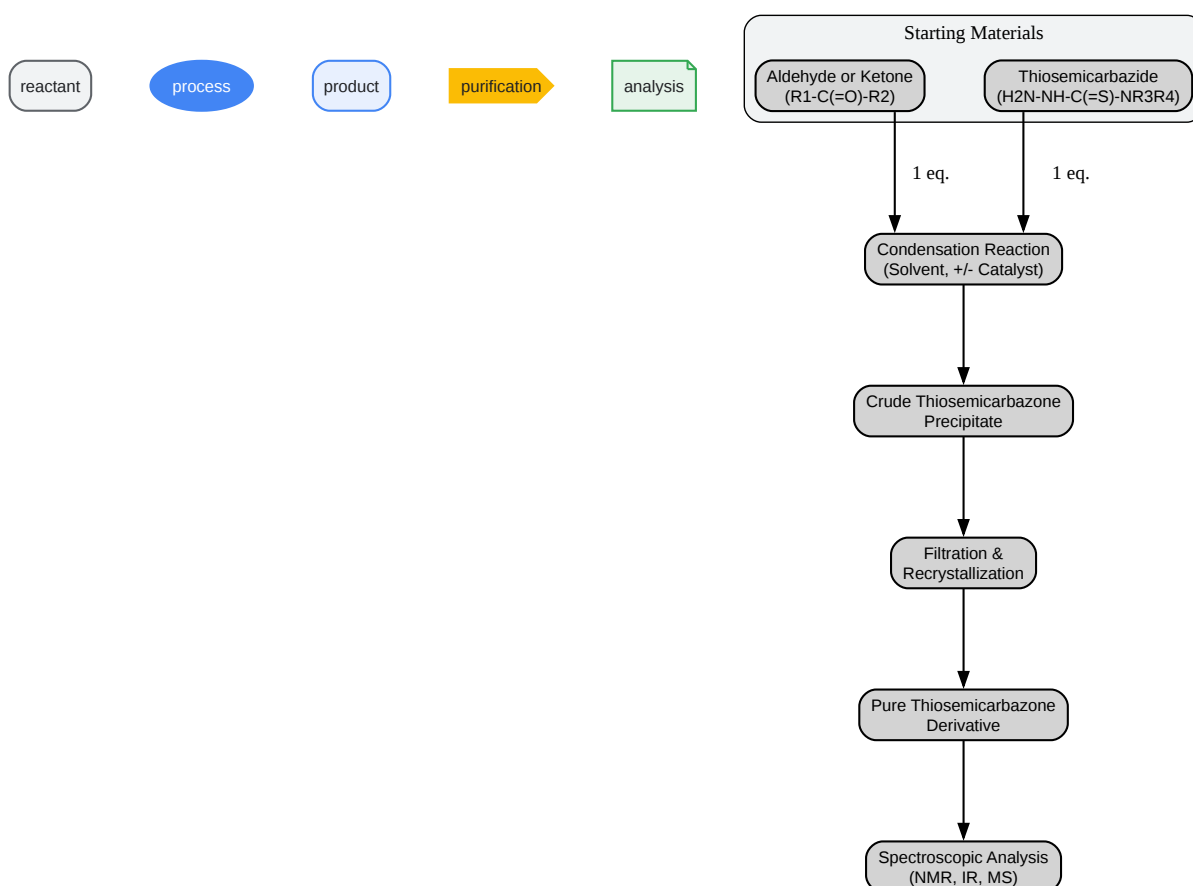 Starting Materials
reactant
process
product
purification
analysis
Aldehyde or Ketone
(R1-C(=O)-R2)
Thiosemicarbazide
(H2N-NH-C(=S)-NR3R4)
1 eq.
1 eq.
Condensation Reaction
(Solvent, +/- Catalyst)
Crude Thiosemicarbazone
Precipitate
Filtration &
Recrystallization
Pure Thiosemicarbazone
Derivative
Spectroscopic Analysis
(NMR, IR, MS)